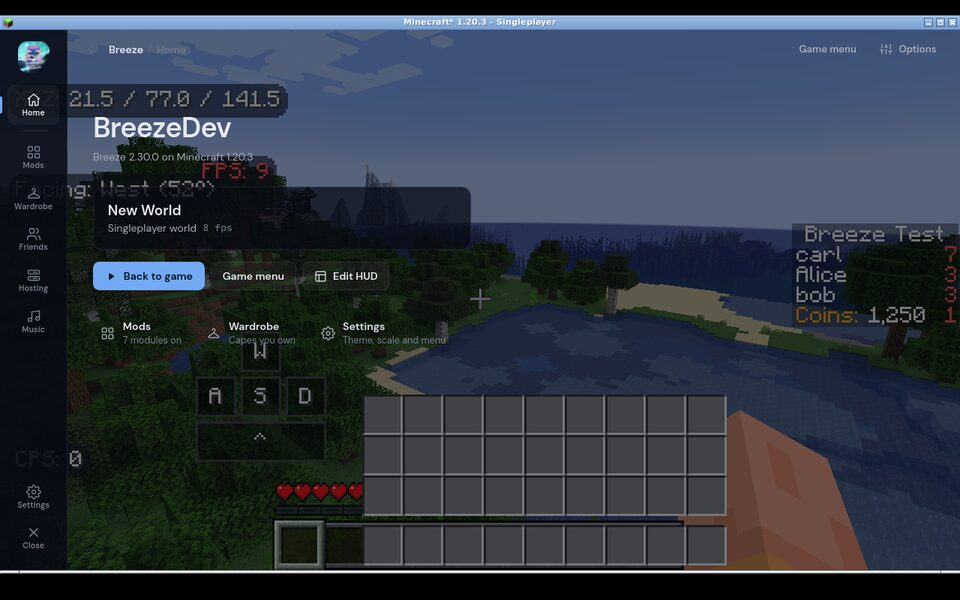 Minecraft* 1.20.3 - Singleplayer
Breeze / Home
Game menu
Options
21.5 / 77.0 / 141.5
Home
BreezeDev
Breeze 2.30.0 on Minecraft 1.20.3
Mods
FPS: 9
Facing: West (52°)
Wardrobe
New World
Singleplayer world 8 fps
Friends
Breeze Test
carl 7
Alice 3
bob 3
Coins: 1,250 1
Hosting
Back to game
Game menu
Edit HUD
Music
Mods
7 modules on
Wardrobe
Capes you own
Settings
Theme, scale and menu
W
A S D
^
CPS: 0
Settings
Close